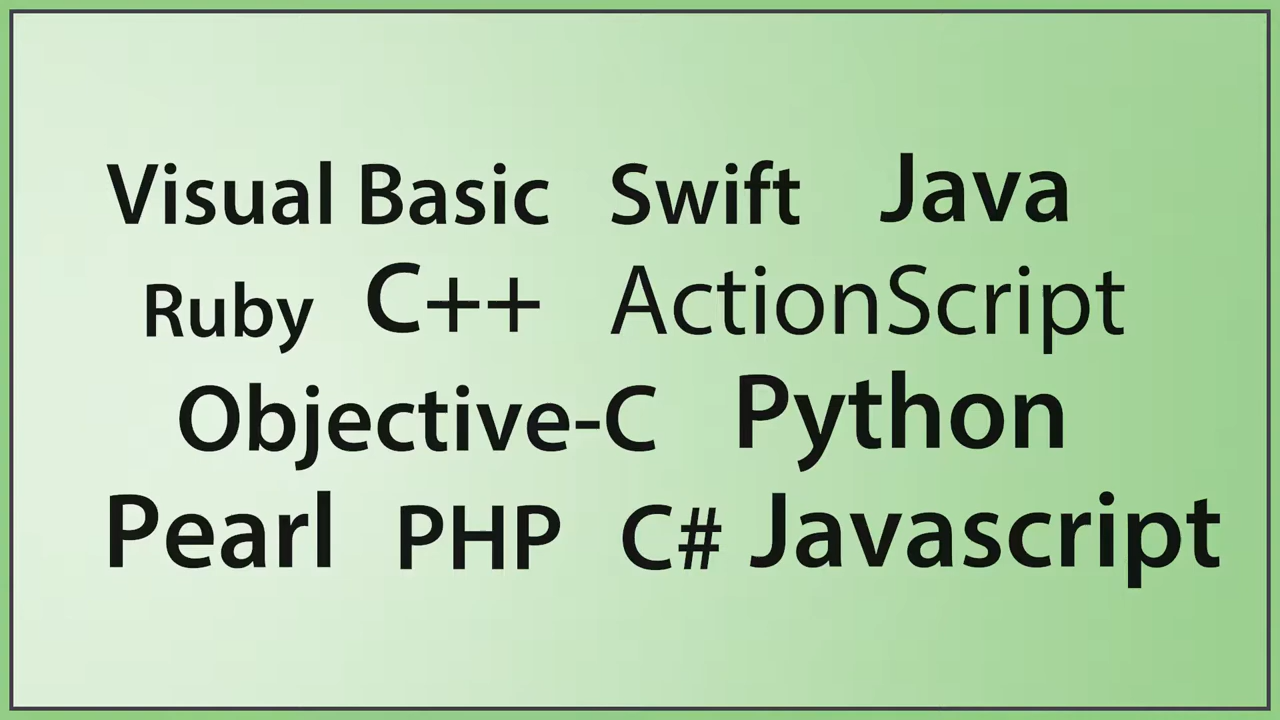 Visual Basic Swift Java
Ruby C++ ActionScript
Objective-C Python
Pearl PHP C# Javascript